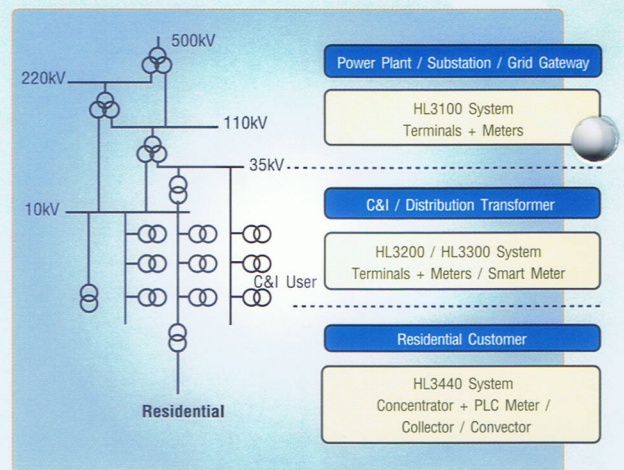 500kV
220kV
110kV
35kV
10kV
C&I User
Residential
Power Plant / Substation / Grid Gateway
HL3100 System
Terminals + Meters
C&I / Distribution Transformer
HL3200 / HL3300 System
Terminals + Meters / Smart Meter
Residential Customer
HL3440 System
Concentrator + PLC Meter /
Collector / Convector